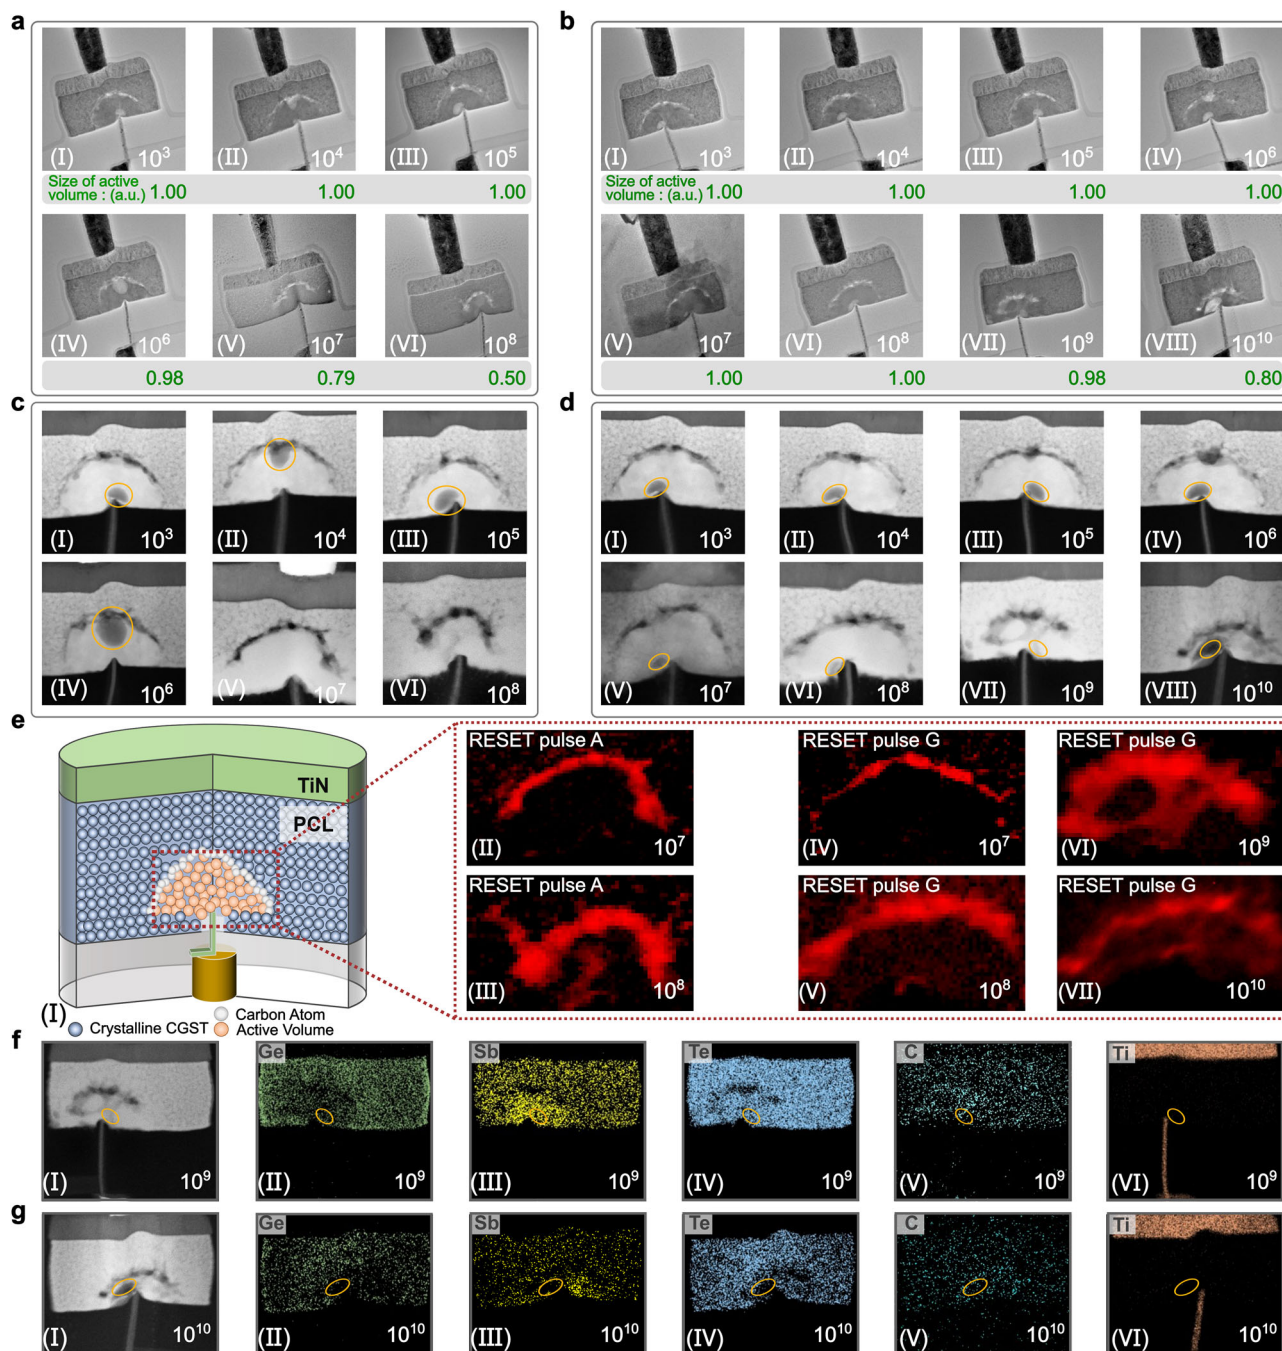 a
(I) 10³ (II) 10⁴ (III) 10⁵
Size of active
volume : (a.u.) 1.00 1.00 1.00
(IV) 10⁶ (V) 10⁷ (VI) 10⁸
0.98 0.79 0.50
b
(I) 10³ (II) 10⁴ (III) 10⁵ (IV) 10⁶
Size of active
volume : (a.u.) 1.00 1.00 1.00 1.00
(V) 10⁷ (VI) 10⁸ (VII) 10⁹ (VIII) 10¹⁰
1.00 1.00 0.98 0.80
c
(I) 10³ (II) 10⁴ (III) 10⁵
(IV) 10⁶ (V) 10⁷ (VI) 10⁸
d
(I) 10³ (II) 10⁴ (III) 10⁵ (IV) 10⁶
(V) 10⁷ (VI) 10⁸ (VII) 10⁹ (VIII) 10¹⁰
e
TiN
PCL
(I)
Carbon Atom
Crystalline CGST Active Volume
RESET pulse A RESET pulse G RESET pulse G
(II) 10⁷ (IV) 10⁷ (VI) 10⁹
RESET pulse A RESET pulse G RESET pulse G
(III) 10⁸ (V) 10⁸ (VII) 10¹⁰
f
Ge Sb Te C Ti
(I) 10⁹ (II) 10⁹ (III) 10⁹ (IV) 10⁹ (V) 10⁹ (VI) 10⁹
g
Ge Sb Te C Ti
(I) 10¹⁰ (II) 10¹⁰ (III) 10¹⁰ (IV) 10¹⁰ (V) 10¹⁰ (VI) 10¹⁰